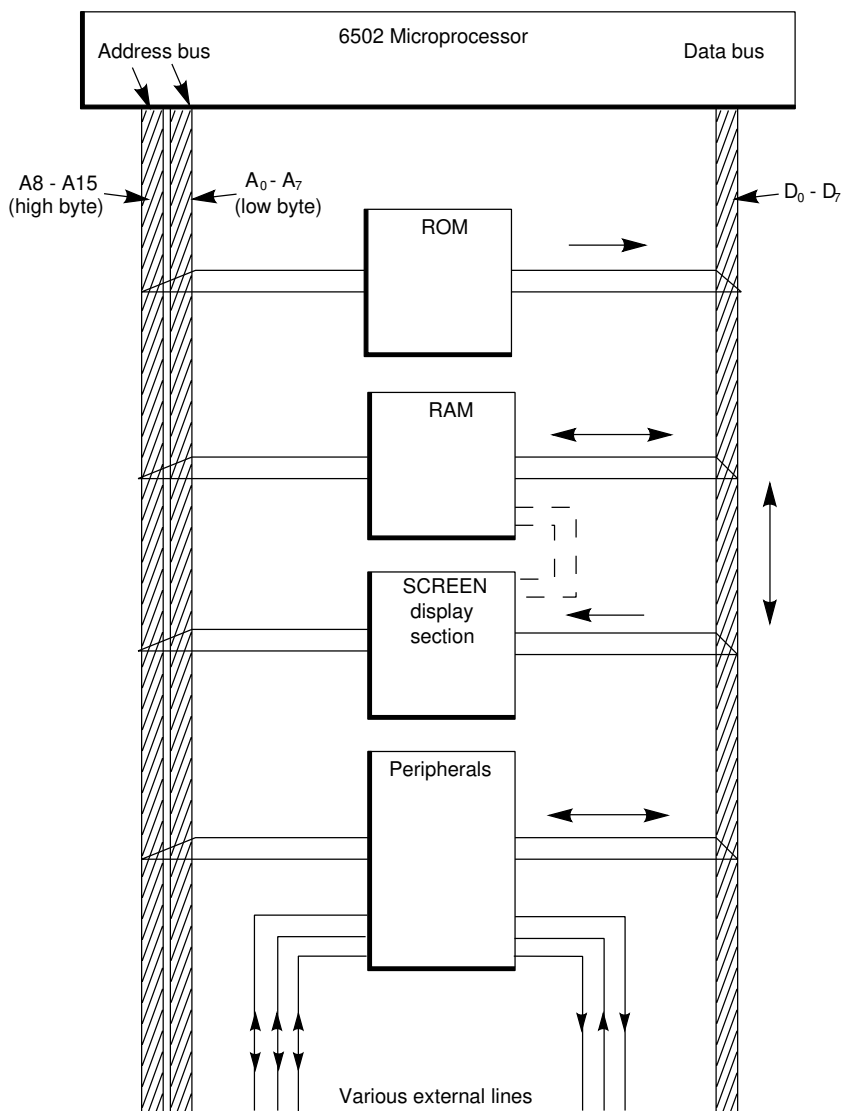 6502 Microprocessor
Address bus
Data bus
A8 - A15
(high byte)
A₀ - A₇
(low byte)
D₀ - D₇
ROM
RAM
SCREEN
display
section
Peripherals
Various external lines